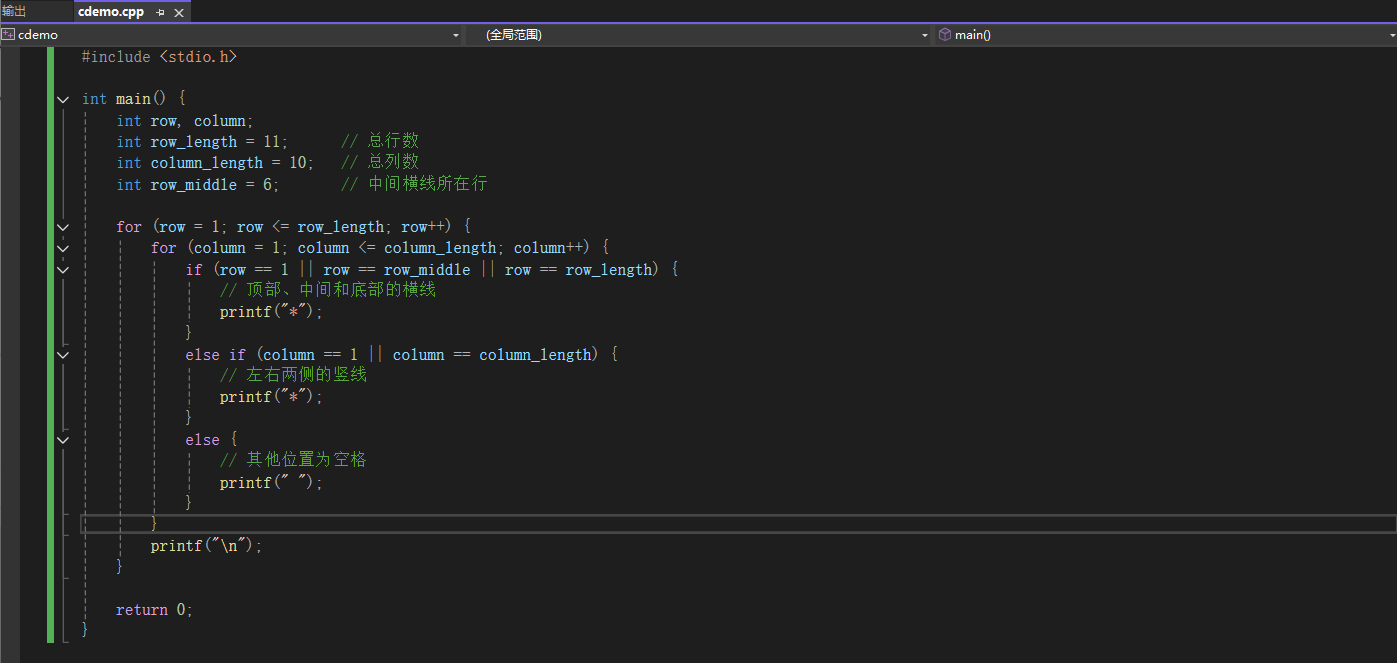 输出 cdemo.cpp
cdemo (全局范围) main()
#include <stdio.h>

int main() {
    int row, column;
    int row_length = 11;      // 总行数
    int column_length = 10;   // 总列数
    int row_middle = 6;       // 中间横线所在行

    for (row = 1; row <= row_length; row++) {
        for (column = 1; column <= column_length; column++) {
            if (row == 1 || row == row_middle || row == row_length) {
                // 顶部、中间和底部的横线
                printf("*");
            }
            else if (column == 1 || column == column_length) {
                // 左右两侧的竖线
                printf("*");
            }
            else {
                // 其他位置为空格
                printf(" ");
            }
        }
        printf("\n");
    }

    return 0;
}